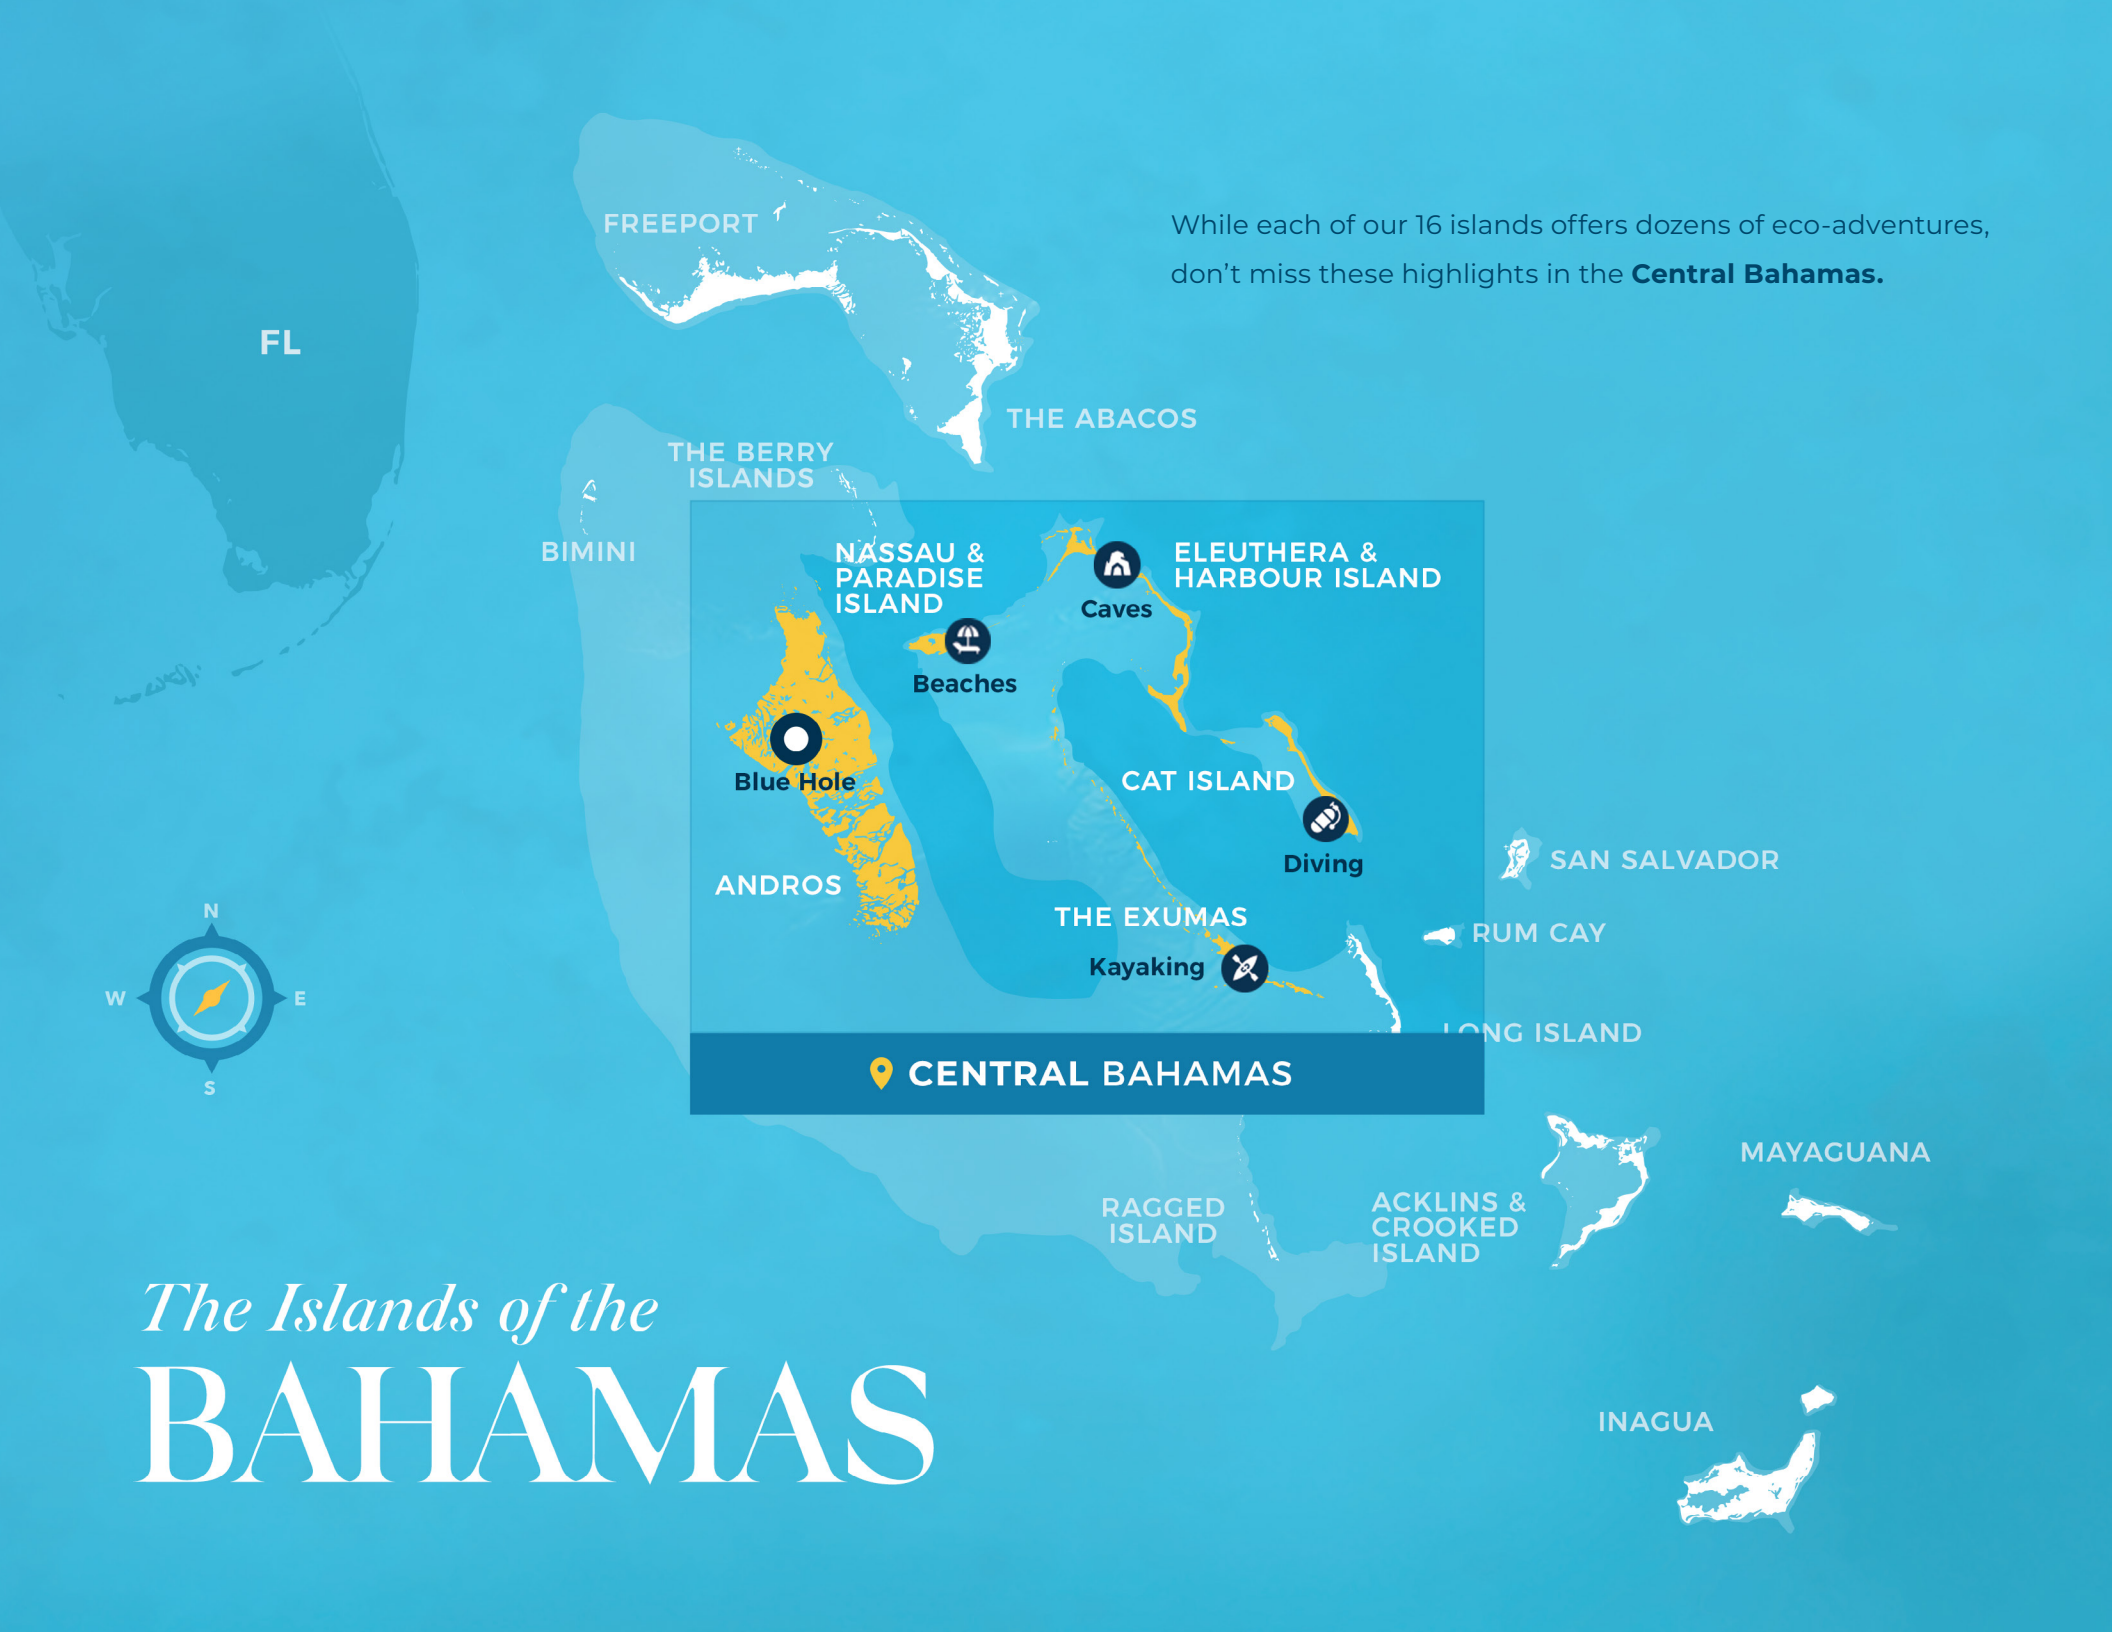 While each of our 16 islands offers dozens of eco-adventures,
don't miss these highlights in the Central Bahamas.
FREEPORT
FL
THE ABACOS
THE BERRY
ISLANDS
BIMINI
NASSAU &
PARADISE
ISLAND
Beaches
ELEUTHERA &
HARBOUR ISLAND
Caves
Blue Hole
ANDROS
CAT ISLAND
Diving
THE EXUMAS
Kayaking
SAN SALVADOR
RUM CAY
LONG ISLAND
CENTRAL BAHAMAS
N
W
E
S
RAGGED
ISLAND
ACKLINS &
CROOKED
ISLAND
MAYAGUANA
INAGUA
The Islands of the
BAHAMAS